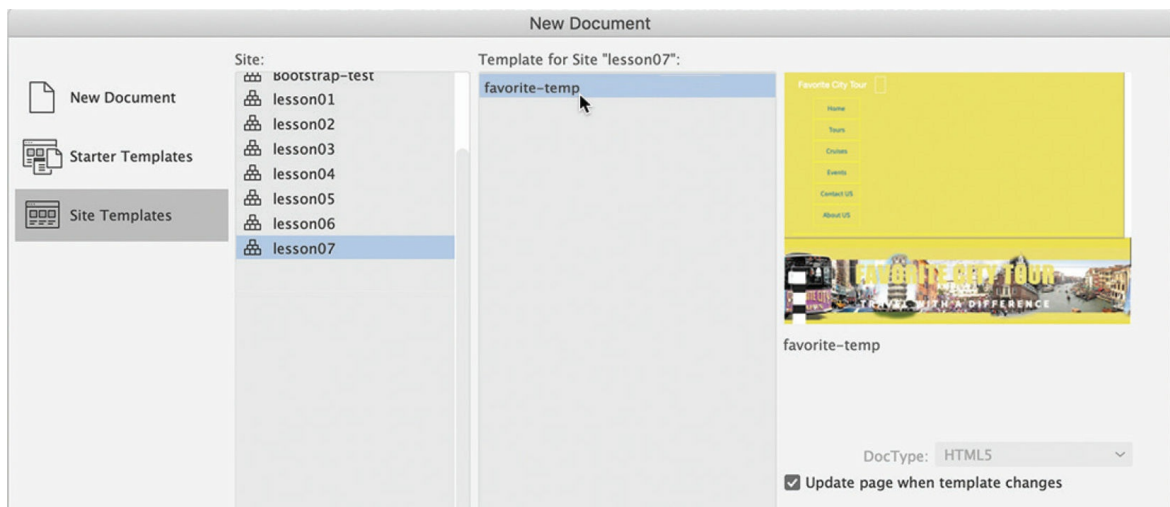 New Document
New Document
Starter Templates
Site Templates
Site:
Bootstrap-test
lesson01
lesson02
lesson03
lesson04
lesson05
lesson06
lesson07
Template for Site "lesson07":
favorite-temp
Favorite City Tour
Home
Tours
Cruises
Events
Contact US
About US
FAVORITE CITY TOUR
TRAVEL WITH A DIFFERENCE
favorite-temp
DocType: HTML5
Update page when template changes